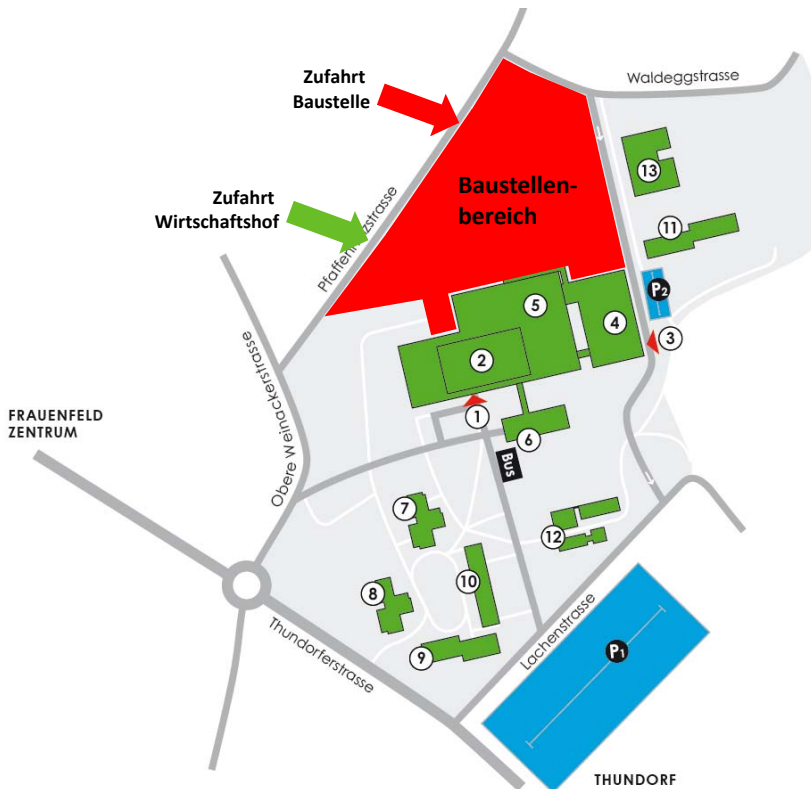 Zufahrt
Baustelle
Waldeggstrasse
13
Zufahrt
Wirtschaftshof
Baustellen-
bereich
11
P2
5
4
3
2
Obere Weinackerstrasse
1
FRAUENFELD
ZENTRUM
6
Bus
7
12
8
10
9
Thundorferstrasse
Lachenstrasse
P1
THUNDORF